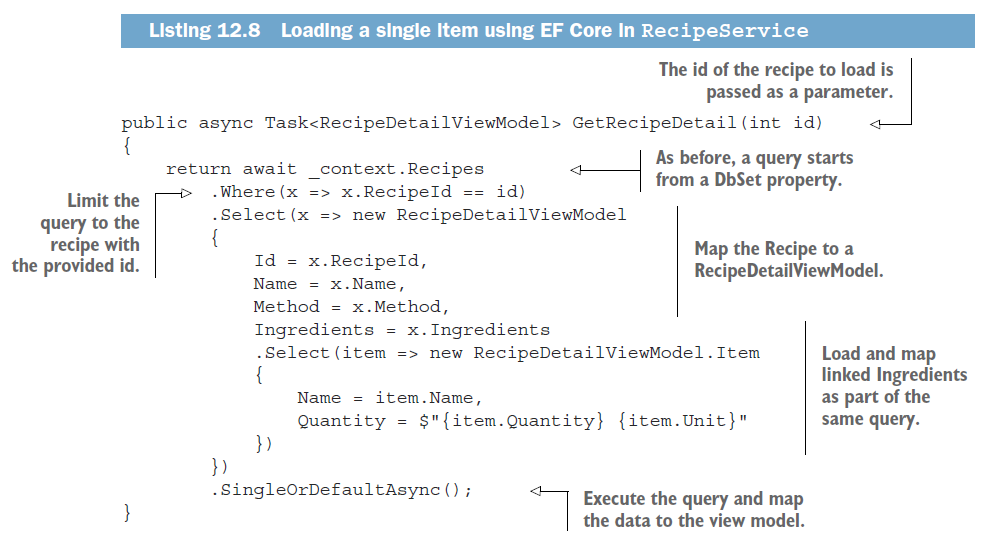 Listing 12.8 Loading a single item using EF Core in RecipeService
The id of the recipe to load is
passed as a parameter.
public async Task<RecipeDetailViewModel> GetRecipeDetail(int id)
{
return await _context.Recipes
As before, a query starts
from a DbSet property.
.Where(x => x.RecipeId == id)
Limit the
query to the
recipe with
the provided id.
.Select(x => new RecipeDetailViewModel
{
Map the Recipe to a
RecipeDetailViewModel.
Id = x.RecipeId,
Name = x.Name,
Method = x.Method,
Ingredients = x.Ingredients
.Select(item => new RecipeDetailViewModel.Item
{
Load and map
linked Ingredients
as part of the
same query.
Name = item.Name,
Quantity = $"{item.Quantity} {item.Unit}"
})
})
.SingleOrDefaultAsync();
Execute the query and map
the data to the view model.
}